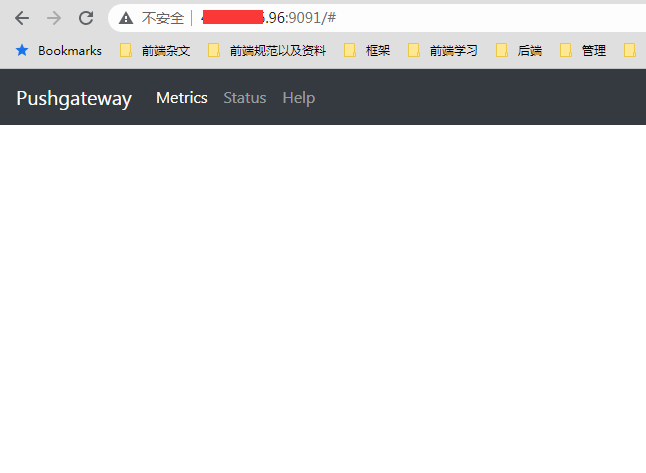 不安全 .96:9091/#
Bookmarks 前端杂文 前端规范以及资料 框架 前端学习 后端 管理
Pushgateway Metrics Status Help